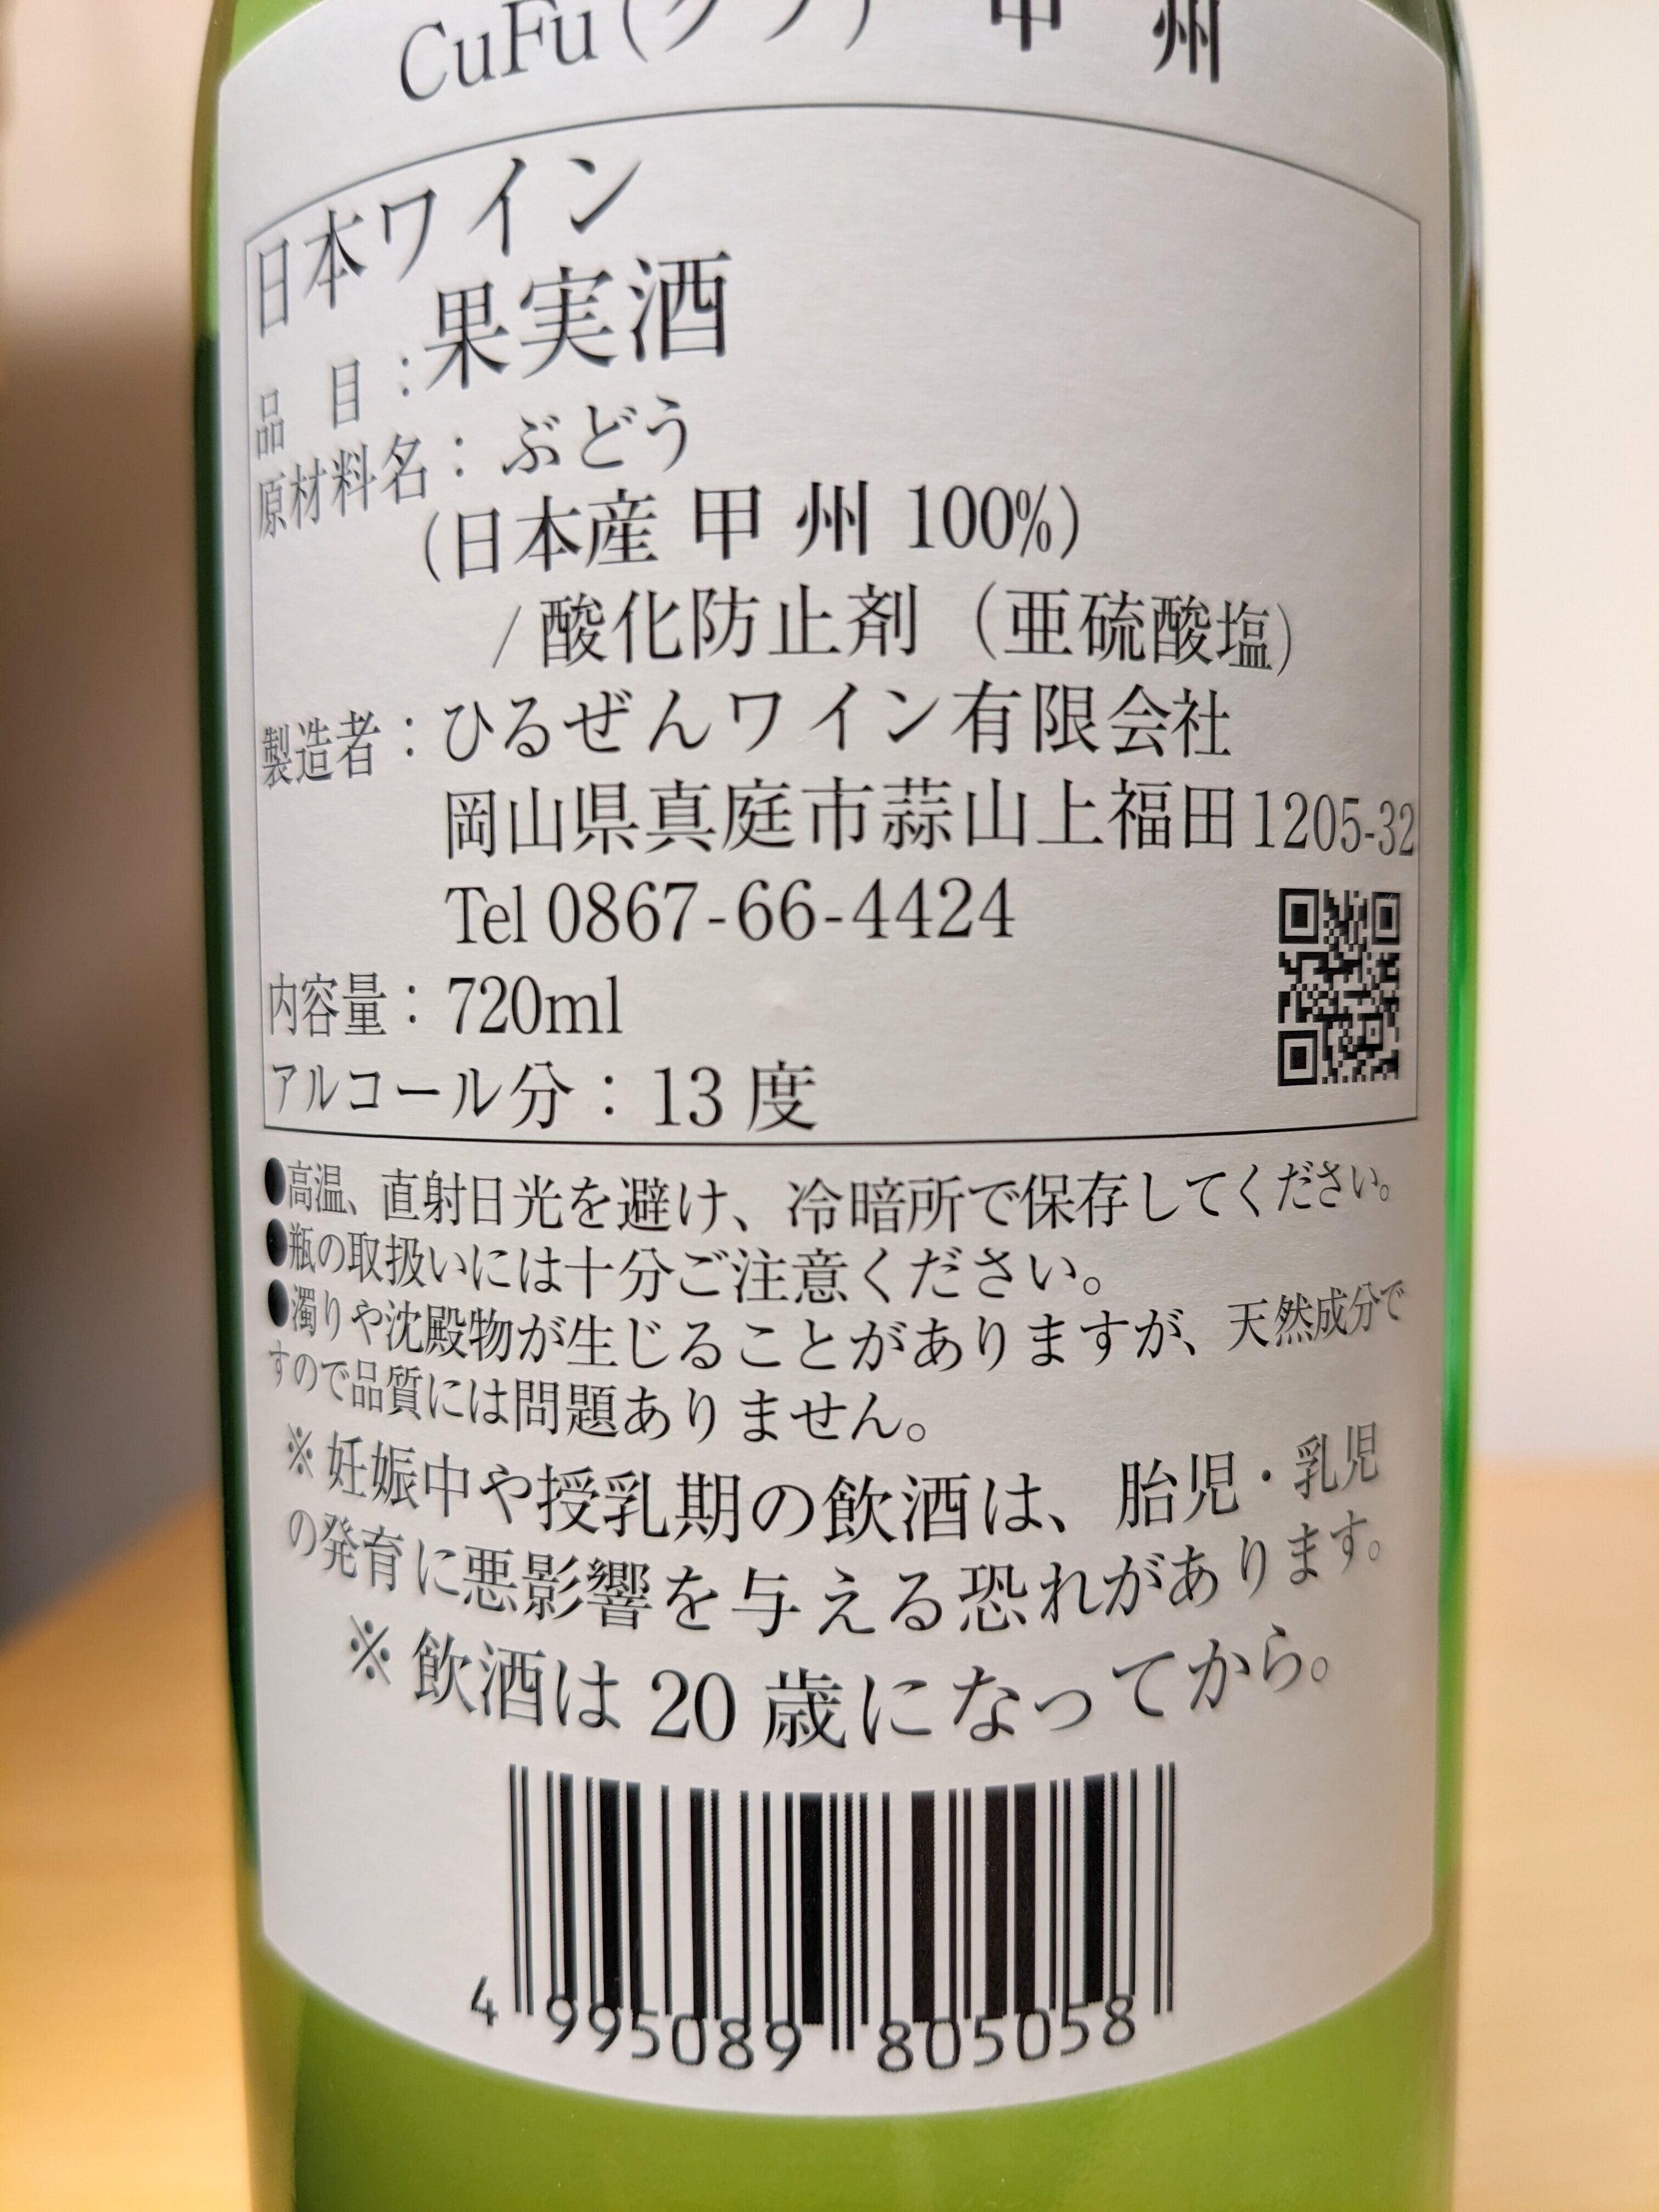 CuFu(クフ) 甲 州
日本ワイン
品 目:果実酒
原材料名:ぶどう
(日本産 甲 州 100%)
/酸化防止剤(亜硫酸塩)
製造者:ひるぜんワイン有限会社
岡山県真庭市蒜山上福田1205-32
Tel 0867-66-4424
内容量:720ml
アルコール分:13度
●高温、直射日光を避け、冷暗所で保存してください。
●瓶の取扱いには十分ご注意ください。
●濁りや沈殿物が生じることがありますが、天然成分で
すので品質には問題ありません。
※妊娠中や授乳期の飲酒は、胎児・乳児
の発育に悪影響を与える恐れがあります。
※飲酒は20歳になってから。
4 995089 805058